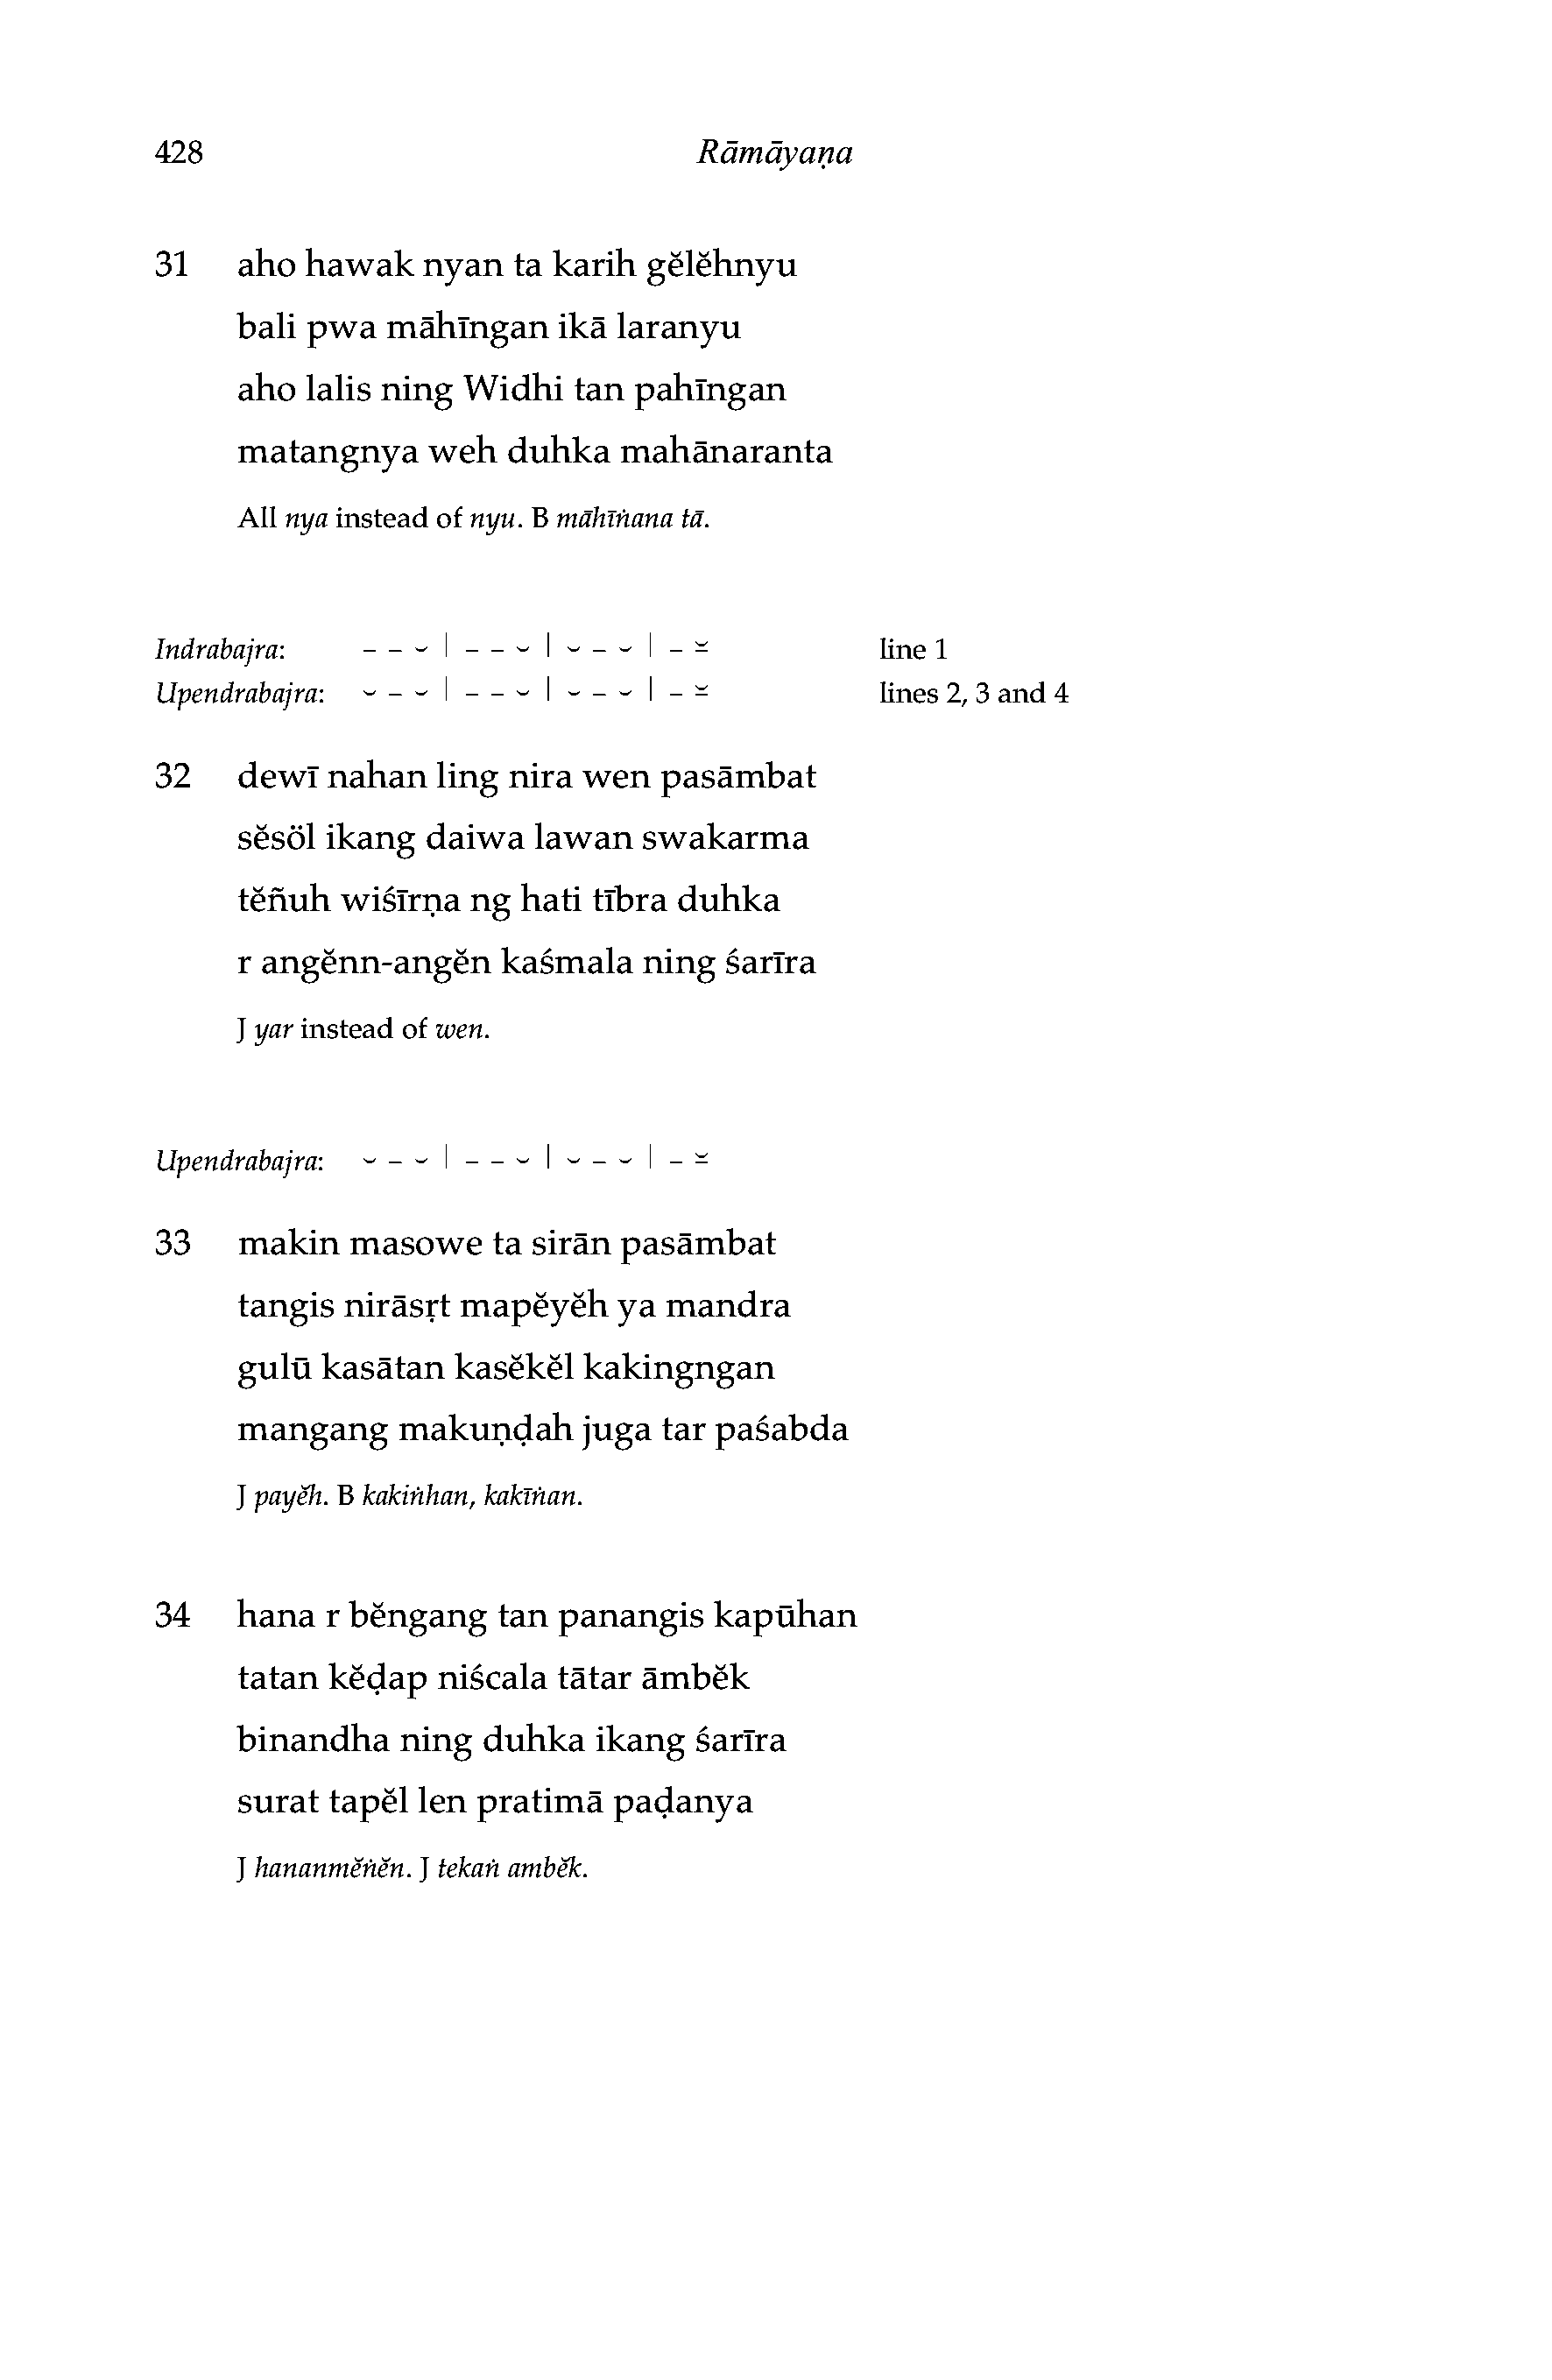 428 Rāmāyaṇa
31 aho hawak nyan ta karih gĕlĕhnyu
bali pwa māhīngan ikā laranyu
aho lalis ning Widhi tan pahīngan
matangnya weh duhka mahānaranta
All nya instead of nyu. B māhīṅana tā.
Indrabajra: – – ⏑ | – – ⏑ | ⏑ – ⏑ | – ⏓ line 1
Upendrabajra: ⏑ – ⏑ | – – ⏑ | ⏑ – ⏑ | – ⏓ lines 2, 3 and 4
32 dewī nahan ling nira wen pasāmbat
sĕsöl ikang daiwa lawan swakarma
tĕñuh wiśīrṇa ng hati tībra duhka
r angĕnn-angĕn kaśmala ning śarīra
J yar instead of wen.
Upendrabajra: ⏑ – ⏑ | – – ⏑ | ⏑ – ⏑ | – ⏓
33 makin masowe ta sirān pasāmbat
tangis nirāsṛt mapĕyĕh ya mandra
gulū kasātan kasĕkĕl kakingngan
mangang makuṇḍah juga tar paśabda
J payĕh. B kakiṅhan, kakīṅan.
34 hana r bĕngang tan panangis kapūhan
tatan kĕḍap niścala tātar āmbĕk
binandha ning duhka ikang śarīra
surat tapĕl len pratimā paḍanya
J hananmĕṅĕn. J tekaṅ ambĕk.